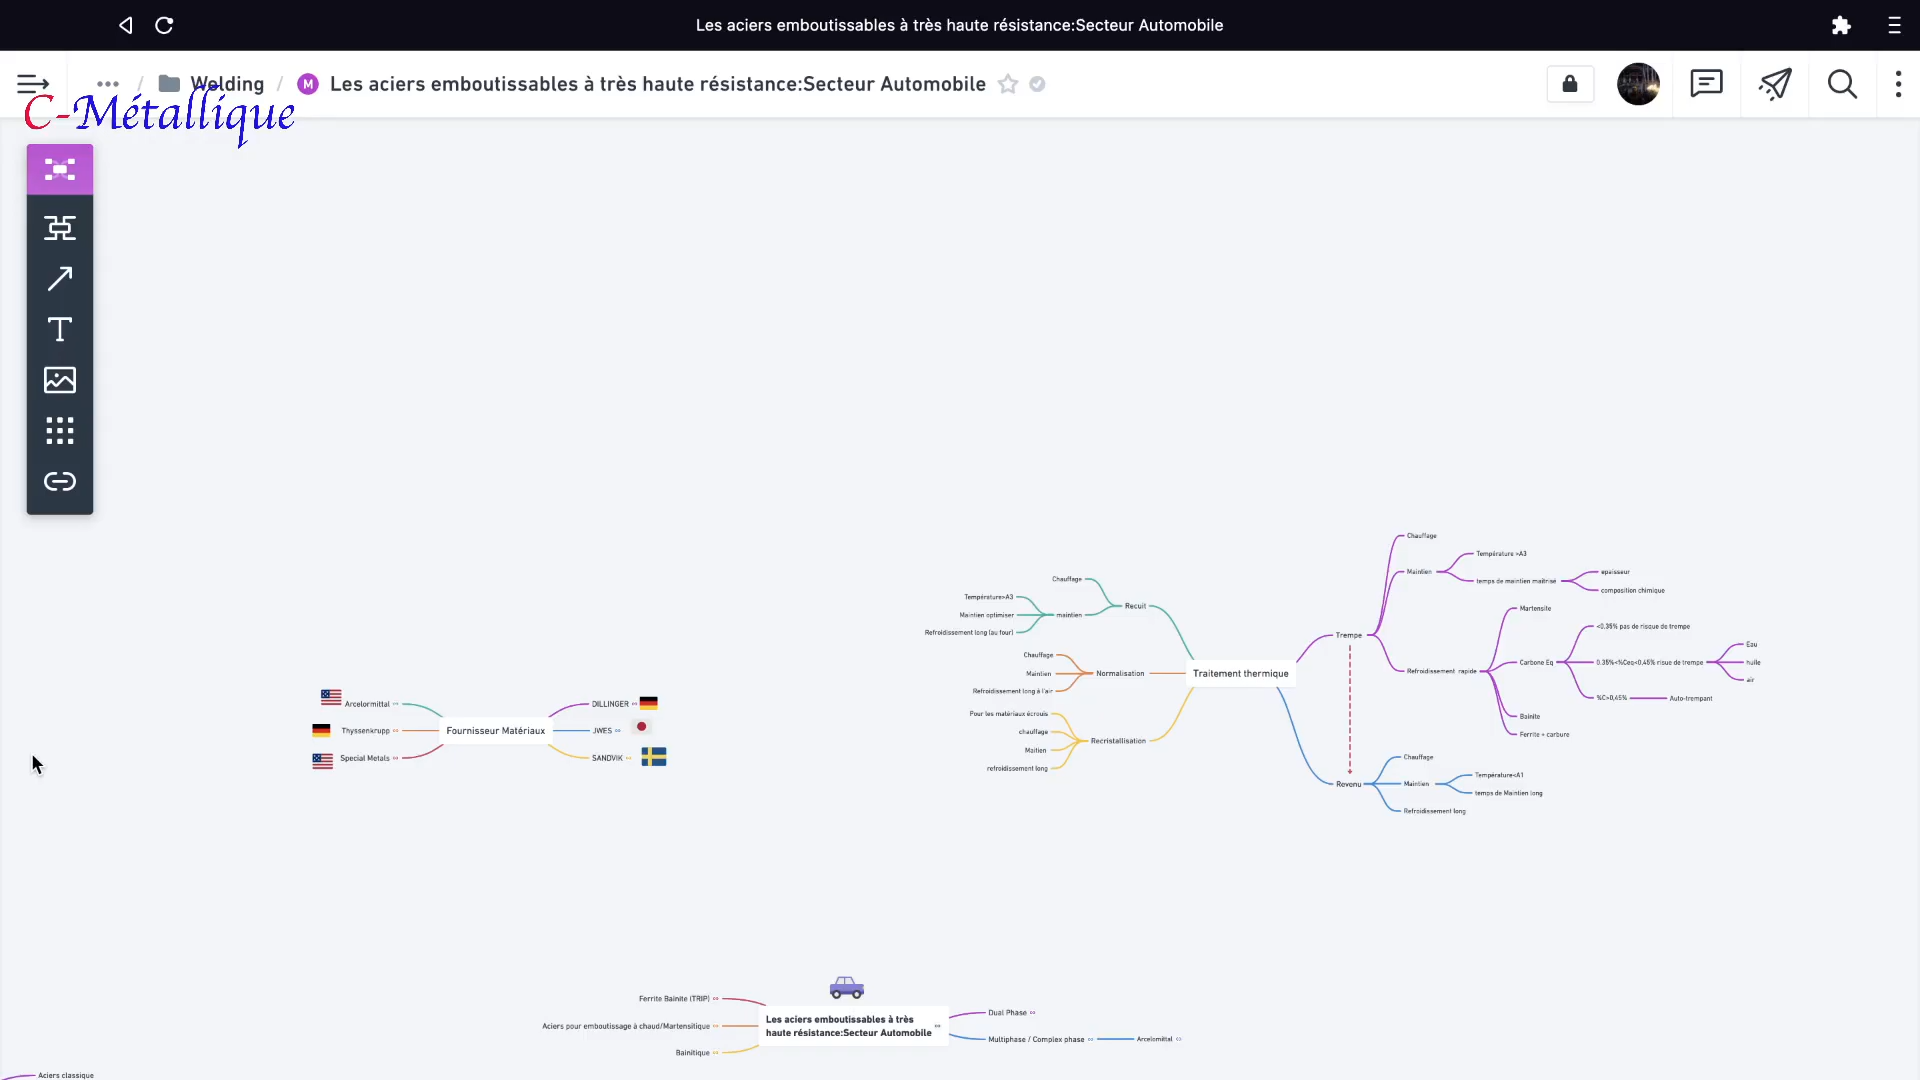 Les aciers emboutissables à très haute résistance:Secteur Automobile
Welding
M
Les aciers emboutissables à très haute résistance:Secteur Automobile
C-Métallique
Arcelormittal
Thyssenkrupp
Special Metals
Fournisseur Matériaux
DILLINGER
JWES
SANDVIK
Chauffage
Température>A3
Maintien optimiser
Refroidissement long (au four)
maintien
Recuit
Chauffage
Maintien
Refroidissement long à l'air
Normalisation
Pour les matériaux écrouis
chauffage
Maitien
refroidissement long
Recristallisation
Traitement thermique
Trempe
Chauffage
Maintien
Température >A3
temps de maintien maitrisé
epaisseur
composition chimique
Refroidissement rapide
Martensite
Carbone Eq
<0,35% pas de risque de trempe
0.35%<%Ceq<0,45% risue de trempe
Eau
huile
air
%C>0,45%
Auto-trempant
Bainite
Ferrite + carbure
Revenu
Chauffage
Maintien
Température<A1
temps de Maintien long
Refroidissement long
Ferrite Bainite (TRIP)
Aciers pour emboutissage à chaud/Martensitique
Bainitique
Les aciers emboutissables à très
haute résistance:Secteur Automobile
Dual Phase
Multiphase / Complex phase
Arcelomittal
Aciers classique